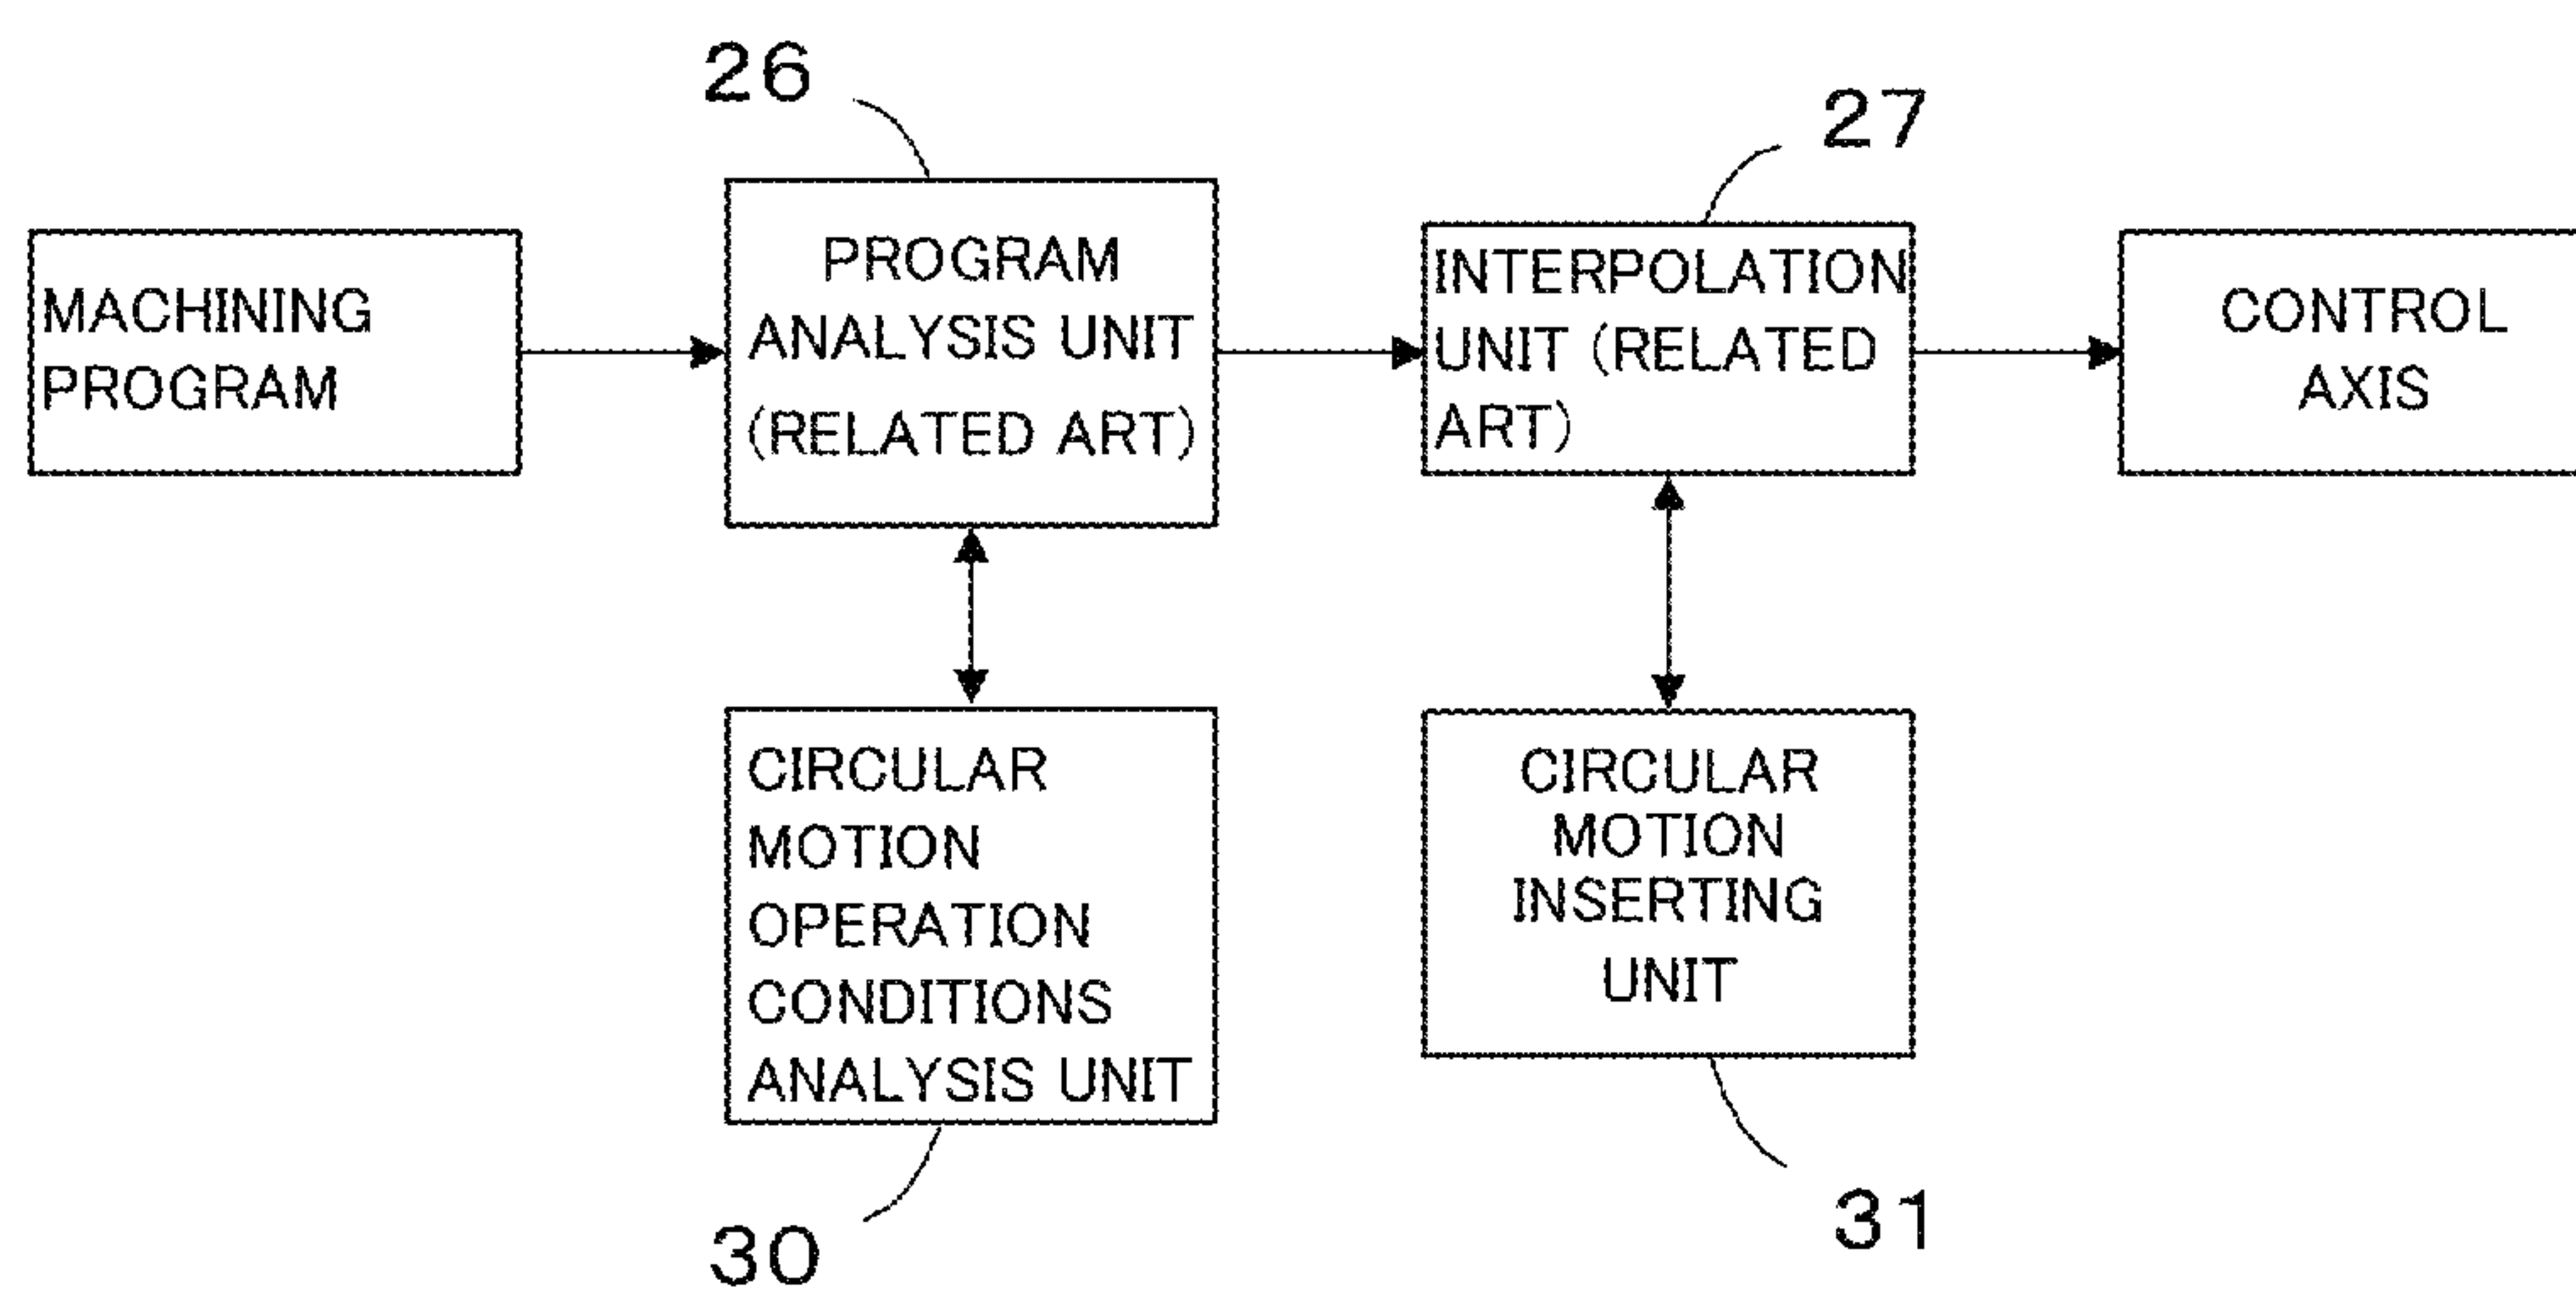 26
27
MACHINING
PROGRAM
PROGRAM
ANALYSIS UNIT
(RELATED ART)
INTERPOLATION
UNIT (RELATED
ART)
CONTROL
AXIS
CIRCULAR
MOTION
OPERATION
CONDITIONS
ANALYSIS UNIT
CIRCULAR
MOTION
INSERTING
UNIT
30
31